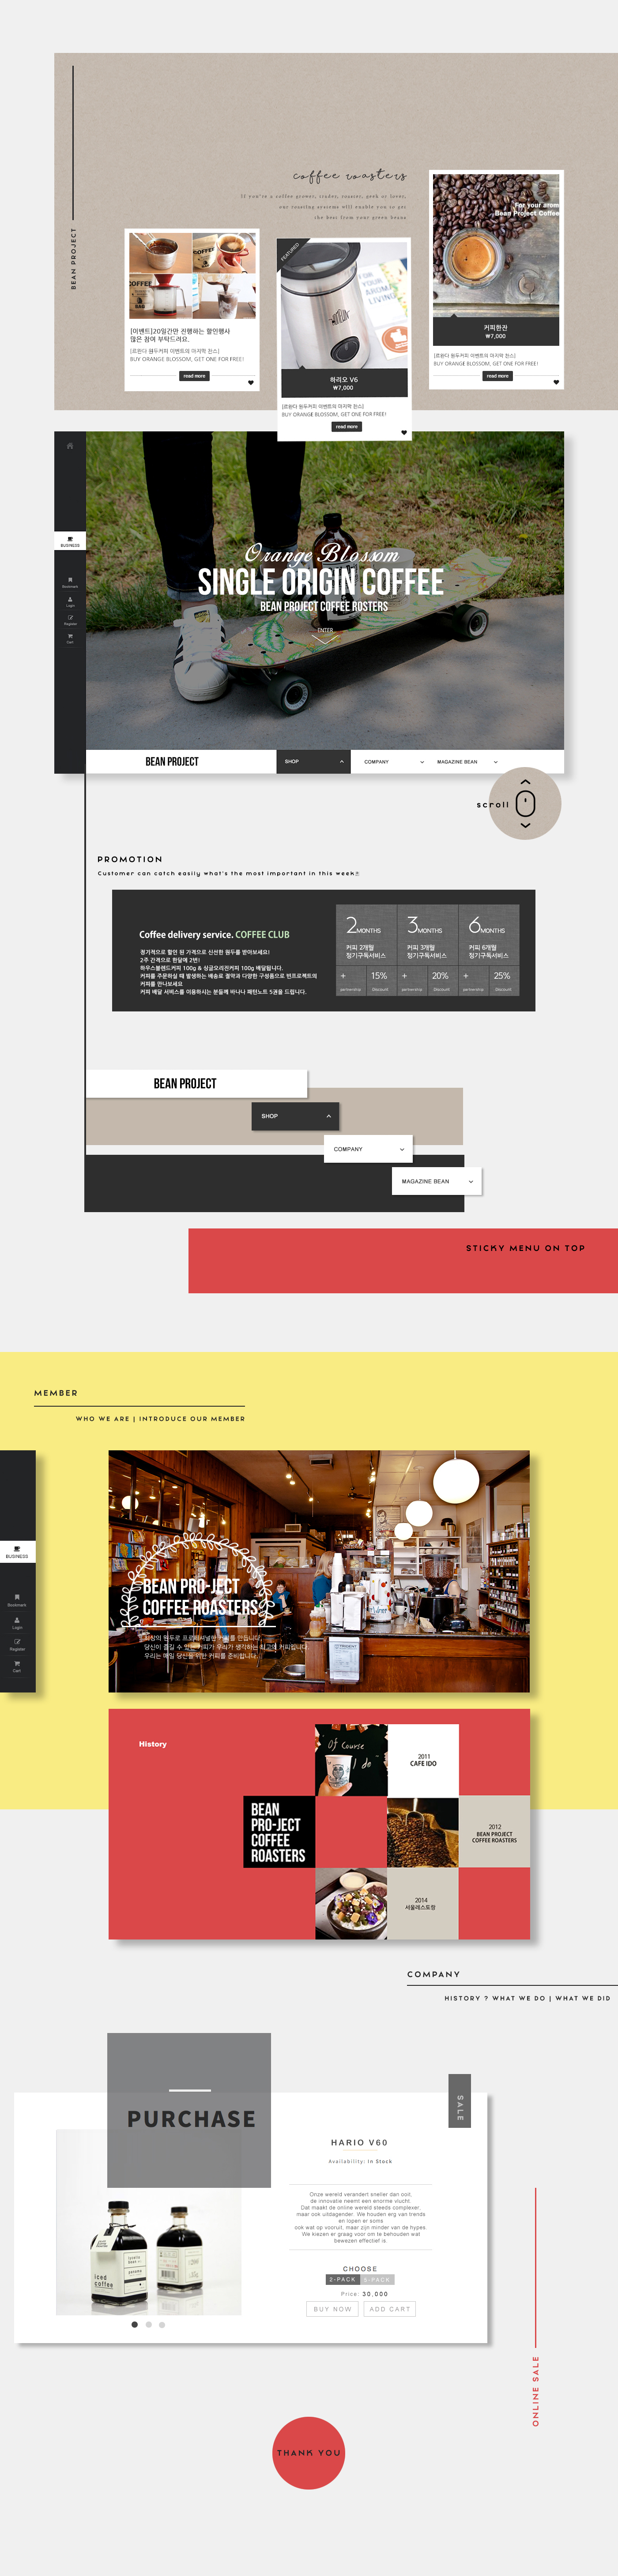 BEAN PROJECT
coffee roasters
If you're a coffee grower, trader, roaster, geek or lover,
our roasting systems will enable you to get
the best from your green beans
For your arom
Bean Project Coffee
커피한잔
₩7,000
[르완다 원두커피 이벤트의 마지막 찬스]
BUY ORANGE BLOSSOM, GET ONE FOR FREE!
read more
[이벤트]20일간만 진행하는 할인행사
많은 참여 부탁드려요.
[르완다 원두커피 이벤트의 마지막 찬스]
BUY ORANGE BLOSSOM, GET ONE FOR FREE!
read more
FEATURED
하리오 V6
₩7,000
[르완다 원두커피 이벤트의 마지막 찬스]
BUY ORANGE BLOSSOM, GET ONE FOR FREE!
read more
BUSINESS
Bookmark
Login
Register
Cart
Orange Blossom
SINGLE ORIGIN COFFEE
BEAN PROJECT COFFEE ROSTERS
ENTER
BEAN PROJECT
SHOP
COMPANY
MAGAZINE BEAN
scroll
PROMOTION
Customer can catch easily what's the most important in this week
Coffee delivery service. COFFEE CLUB
정기적으로 할인 된 가격으로 신선한 원두를 받아보세요!
2주 간격으로 한달에 2번!
하우스블렌드커피 100g & 싱글오리진커피 100g 배달됩니다.
커피를 주문하실 때 발생하는 배송료 절약과 다양한 구성품으로 빈프로젝트의
커피를 만나보세요
커피 배달 서비스를 이용하시는 분들께 바나나 패턴노트 5권을 드립니다.
2MONTHS
커피 2개월
정기구독서비스
+
partnership
15%
Discount
3MONTHS
커피 3개월
정기구독서비스
+
partnership
20%
Discount
6MONTHS
커피 6개월
정기구독서비스
+
partnership
25%
Discount
BEAN PROJECT
SHOP
COMPANY
MAGAZINE BEAN
STICKY MENU ON TOP
MEMBER
WHO WE ARE | INTRODUCE OUR MEMBER
BUSINESS
Bookmark
Login
Register
Cart
BEAN PRO-JECT
COFFEE ROASTERS
최상의 원두로 프로페셔널한 커피를 만듭니다.
당신이 즐길 수 있는 커피가 우리가 생각하는 최고의 커피입니다.
우리는 매일 당신을 위한 커피를 준비합니다.
History
Of Course
I do
2011
CAFE IDO
BEAN
PRO-JECT
COFFEE
ROASTERS
2012
BEAN PROJECT
COFFEE ROASTERS
2014
서울레스토랑
COMPANY
HISTORY ? WHAT WE DO | WHAT WE DID
PURCHASE
SALE
HARIO V60
Availability: In Stock
Onze wereld verandert sneller dan ooit,
de innovatie neemt een enorme vlucht
Dat maakt de online wereld steeds complexer,
maar ook uitdagender. We houden erg van trends
en lopen er soms
ook wat op vooruit, maar zijn minder van de hypes
We kiezen er graag voor om te behouden wat
bewezen effectief is
iced
coffee
CHOOSE
2-PACK
5-PACK
Price: 30,000
BUY NOW
ADD CART
ONLINE SALE
THANK YOU